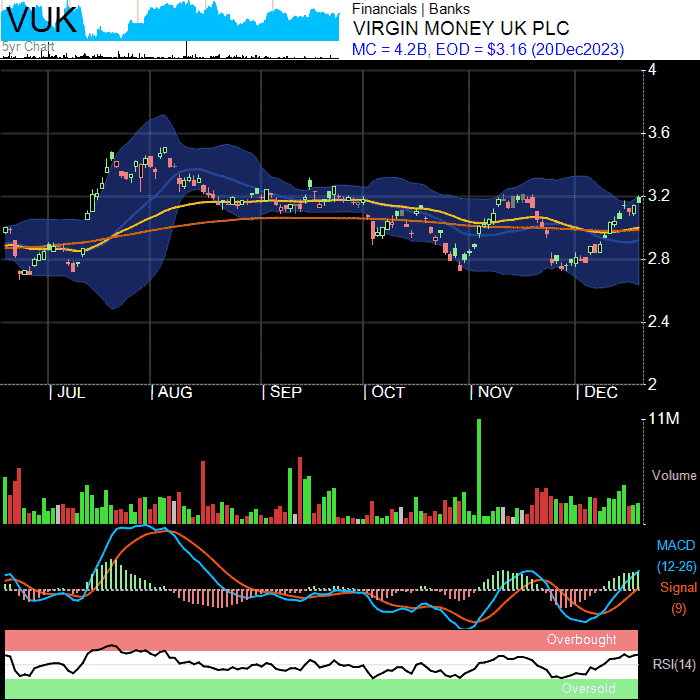 VUK
5yr Chart
Financials | Banks
VIRGIN MONEY UK PLC
MC = 4.2B, EOD = $3.16 (20Dec2023)
4
3.6
3.2
2.8
2.4
2
| JUL | AUG | SEP | OCT | NOV | DEC
11M
Volume
MACD
(12-26)
Signal
(9)
Overbought
RSI(14)
Oversold